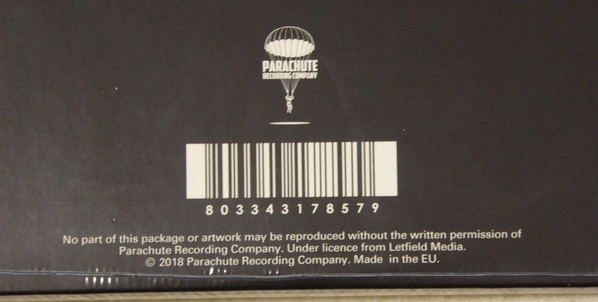 PARACHUTE
RECORDING COMPANY
803343178579
No part of this package or artwork may be reproduced without the written permission of
Parachute Recording Company. Under licence from Letfield Media.
© 2018 Parachute Recording Company. Made in the EU.